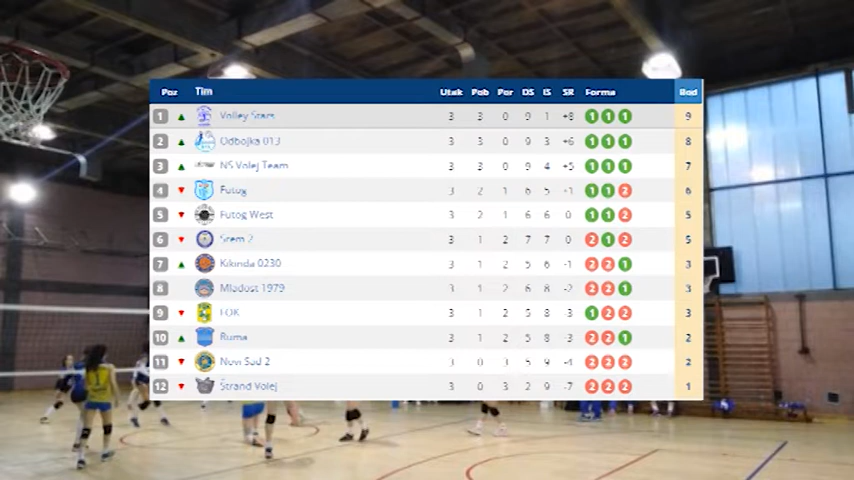 Poz Tim Utak Pob Por DS IS SR Forma Bod
1 Volley Stars 3 3 0 9 1 +8 1 1 1 9
2 Odbojka 013 3 3 0 9 3 +6 1 1 1 8
3 NS Volej Team 3 3 0 9 4 +5 1 1 1 7
4 Futog 3 2 1 6 5 -1 1 1 2 6
5 Futog West 3 2 1 6 6 0 1 1 2 5
6 Srem 2 3 1 2 7 7 0 2 1 2 5
7 Kikinda 0230 3 1 2 5 6 -1 2 2 1 3
8 Mladost 1979 3 1 2 6 8 -2 2 2 1 3
9 FOK 3 1 2 5 8 -3 1 2 2 3
10 Ruma 3 1 2 5 8 -3 2 2 1 2
11 Novi Sad 2 3 0 3 5 9 -4 2 2 2 2
12 Strand Volej 3 0 3 2 9 -7 2 2 2 1